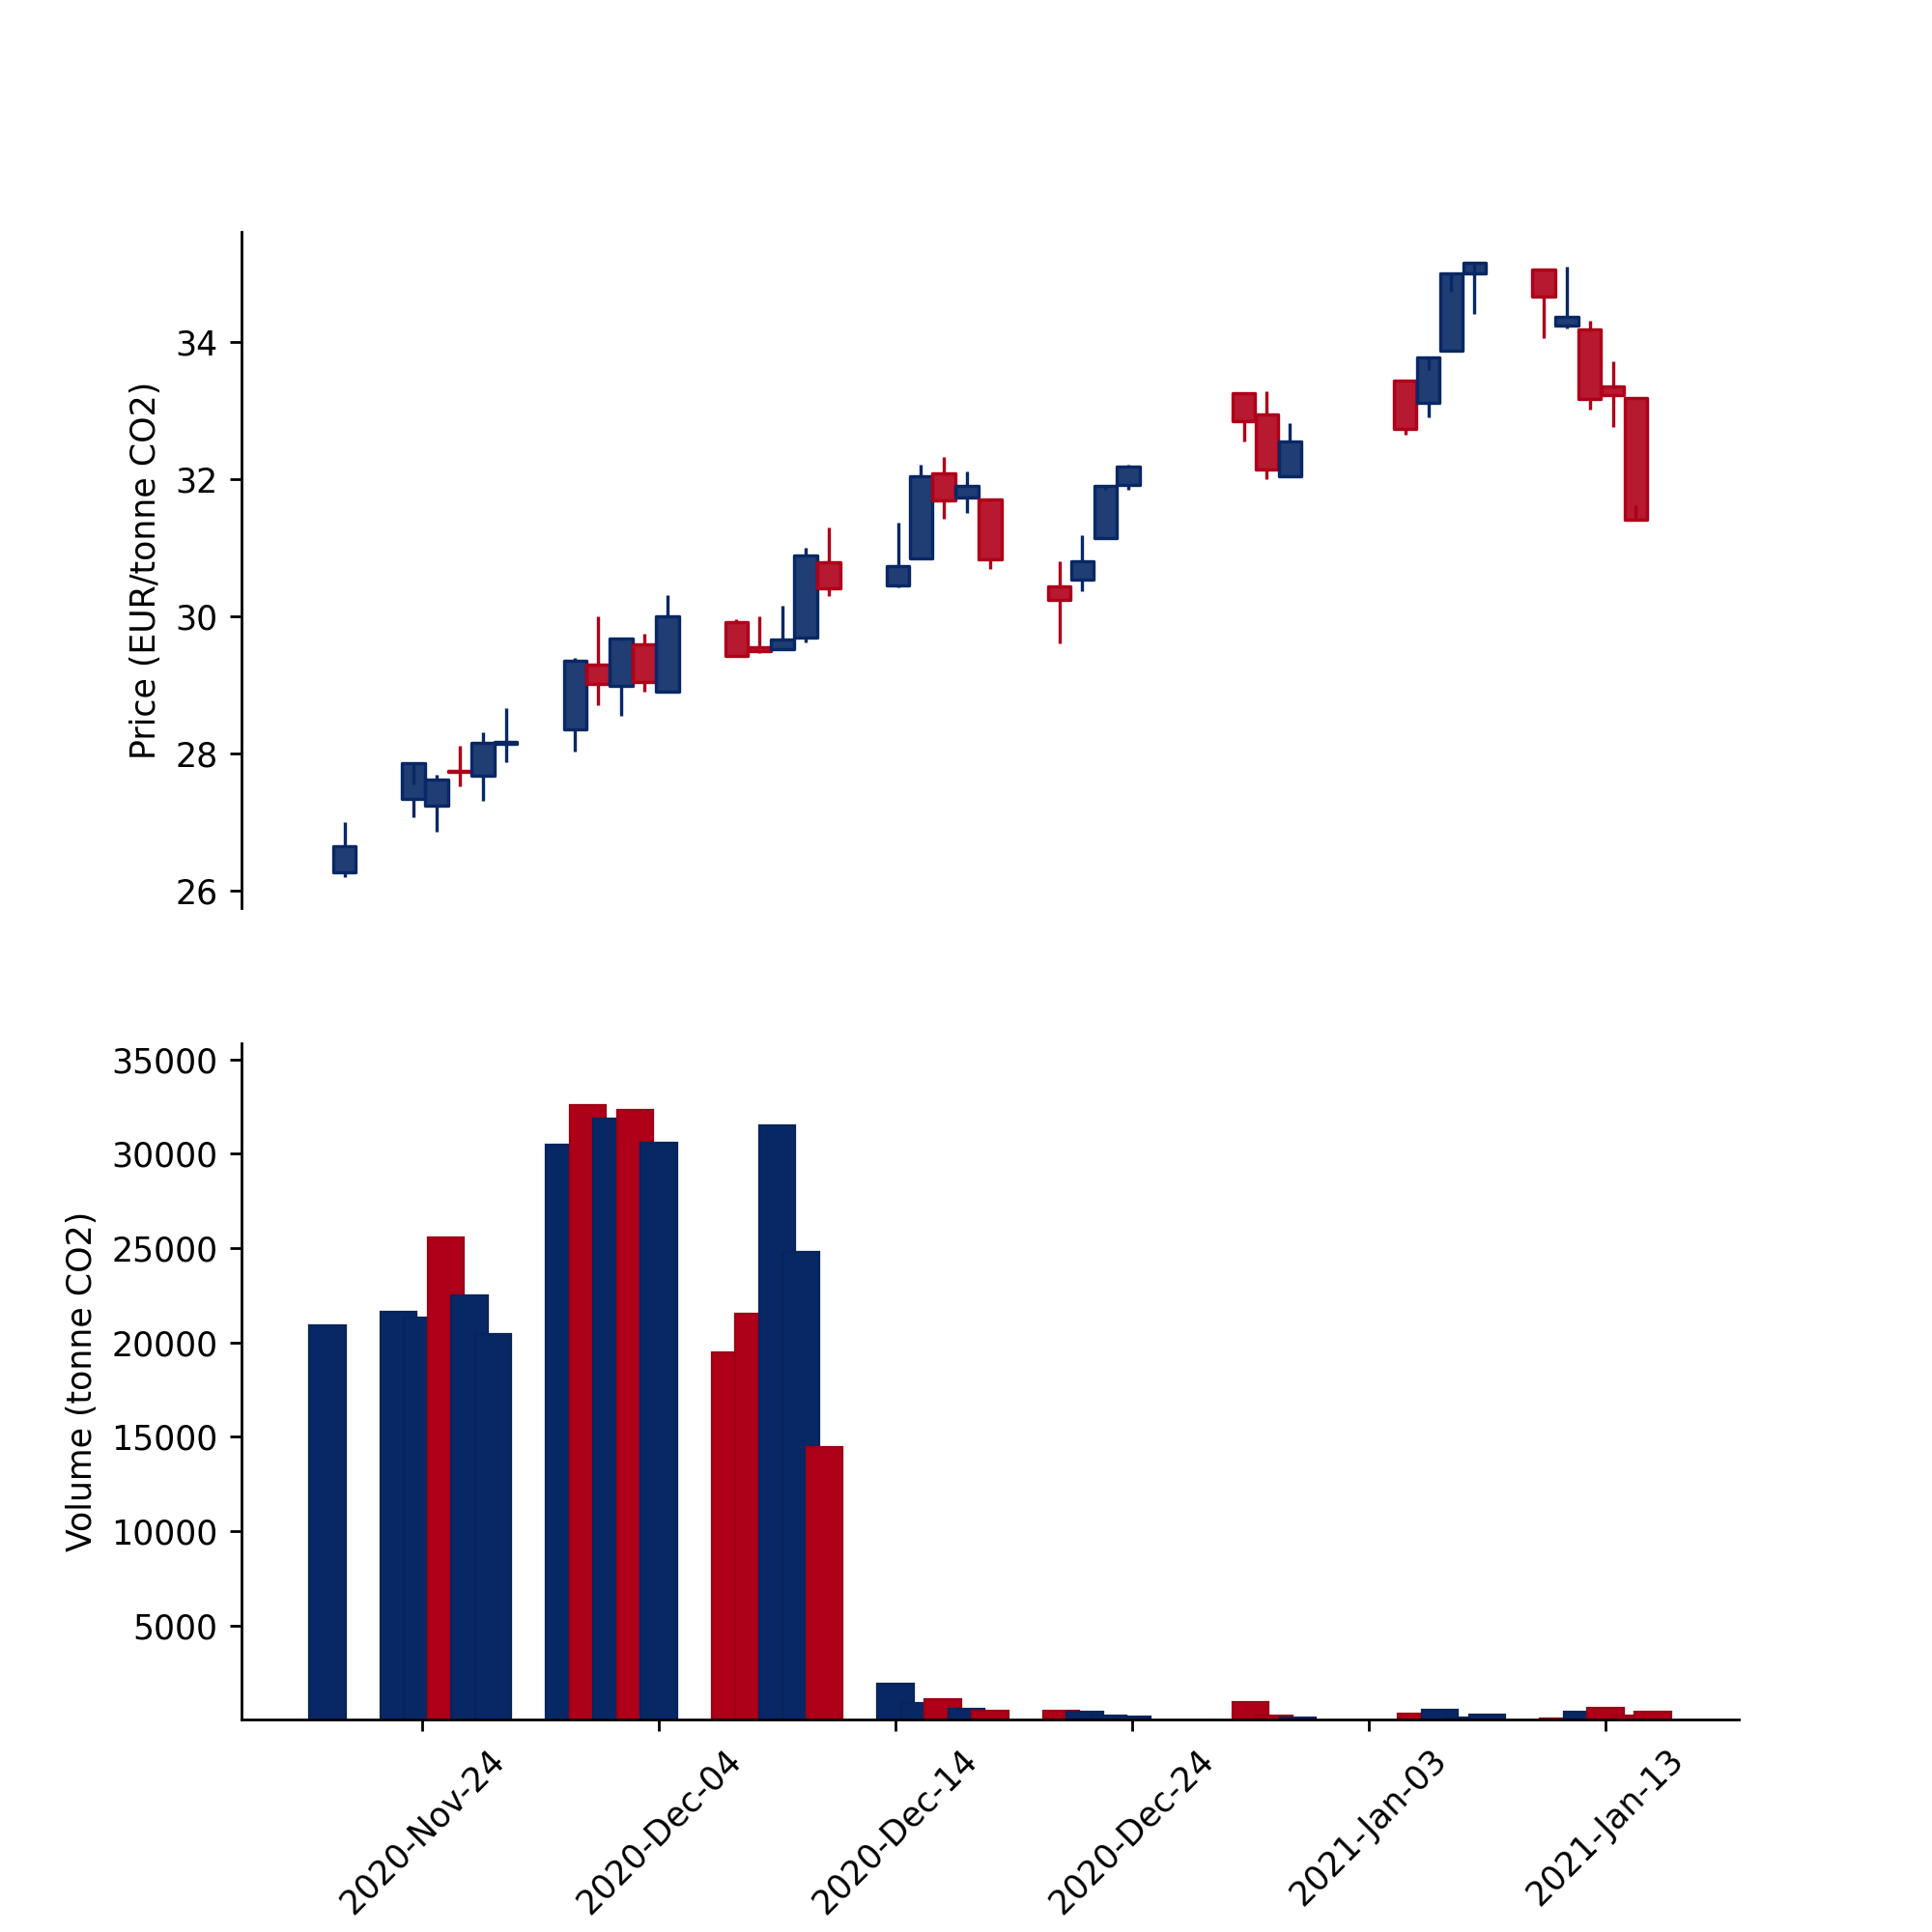 Price (EUR/tonne CO2)
34
32
30
28
26
Volume (tonne CO2)
35000
30000
25000
20000
15000
10000
5000
2020-Nov-24
2020-Dec-04
2020-Dec-14
2020-Dec-24
2021-Jan-03
2021-Jan-13